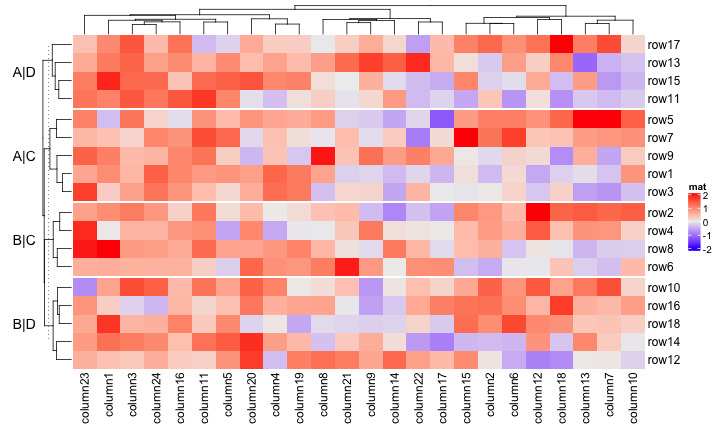 A|D
A|C
B|C
B|D
row17
row13
row15
row11
row5
row7
row9
row1
row3
row2
row4
row8
row6
row10
row16
row18
row14
row12
mat
2
1
0
-1
-2
column23
column1
column3
column24
column16
column11
column5
column20
column4
column19
column8
column21
column9
column14
column22
column17
column15
column2
column6
column12
column18
column13
column7
column10